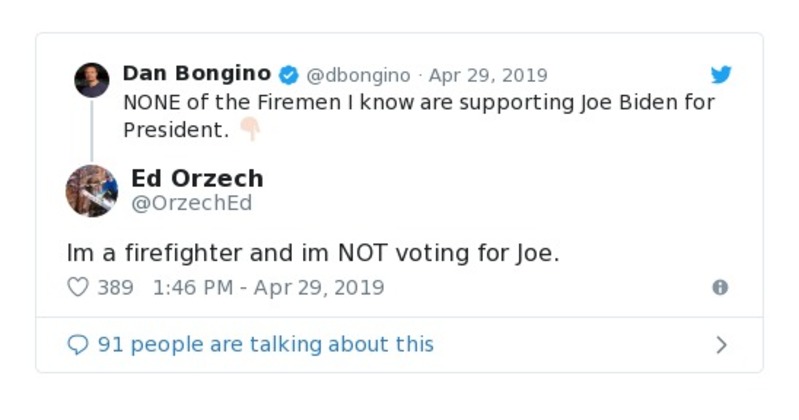 Dan Bongino @dbongino · Apr 29, 2019
NONE of the Firemen I know are supporting Joe Biden for
President. 👇🏻
Ed Orzech
@OrzechEd
Im a firefighter and im NOT voting for Joe.
389 1:46 PM - Apr 29, 2019
91 people are talking about this